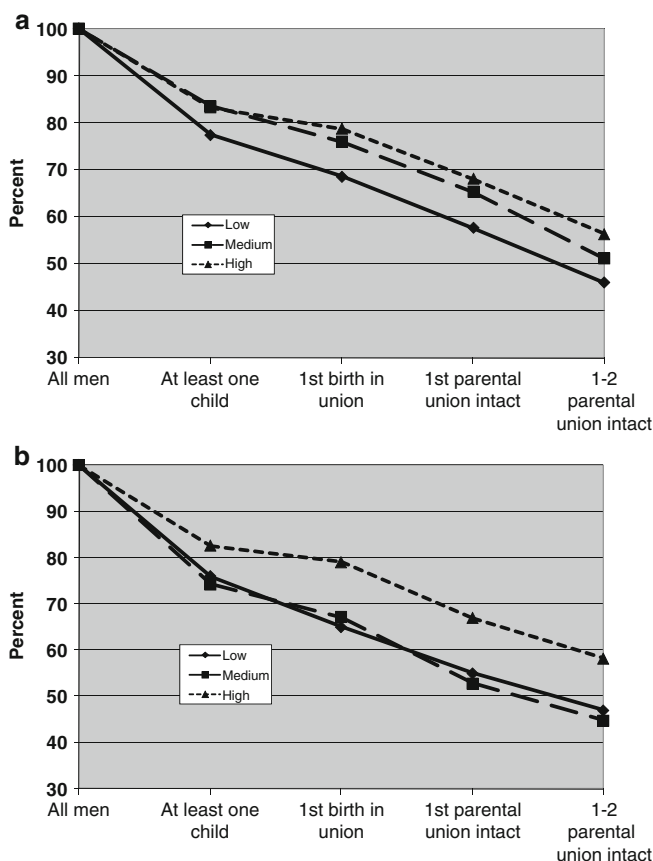 a
100
90
80
70
60
50
40
30
Percent
Low
Medium
High
All men
At least one
child
1st birth in
union
1st parental
union intact
1-2
parental
union intact
b
100
90
80
70
60
50
40
30
Percent
Low
Medium
High
All men
At least one
child
1st birth in
union
1st parental
union intact
1-2
parental
union intact